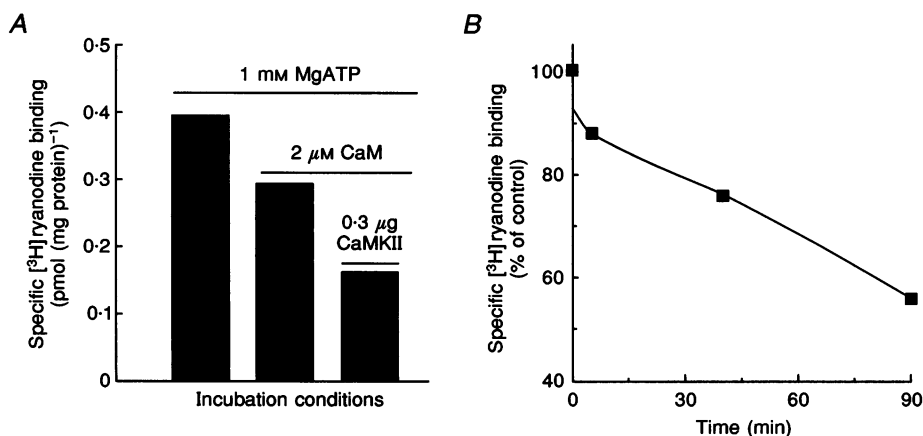 A
Specific [³H]ryanodine binding
(pmol (mg protein)⁻¹)
0·5
0·4
0·3
0·2
0·1
0
1 mM MgATP
2 μM CaM
0·3 μg
CaMKII
Incubation conditions
B
Specific [³H]ryanodine binding
(% of control)
100
80
60
40
0
30
60
90
Time (min)